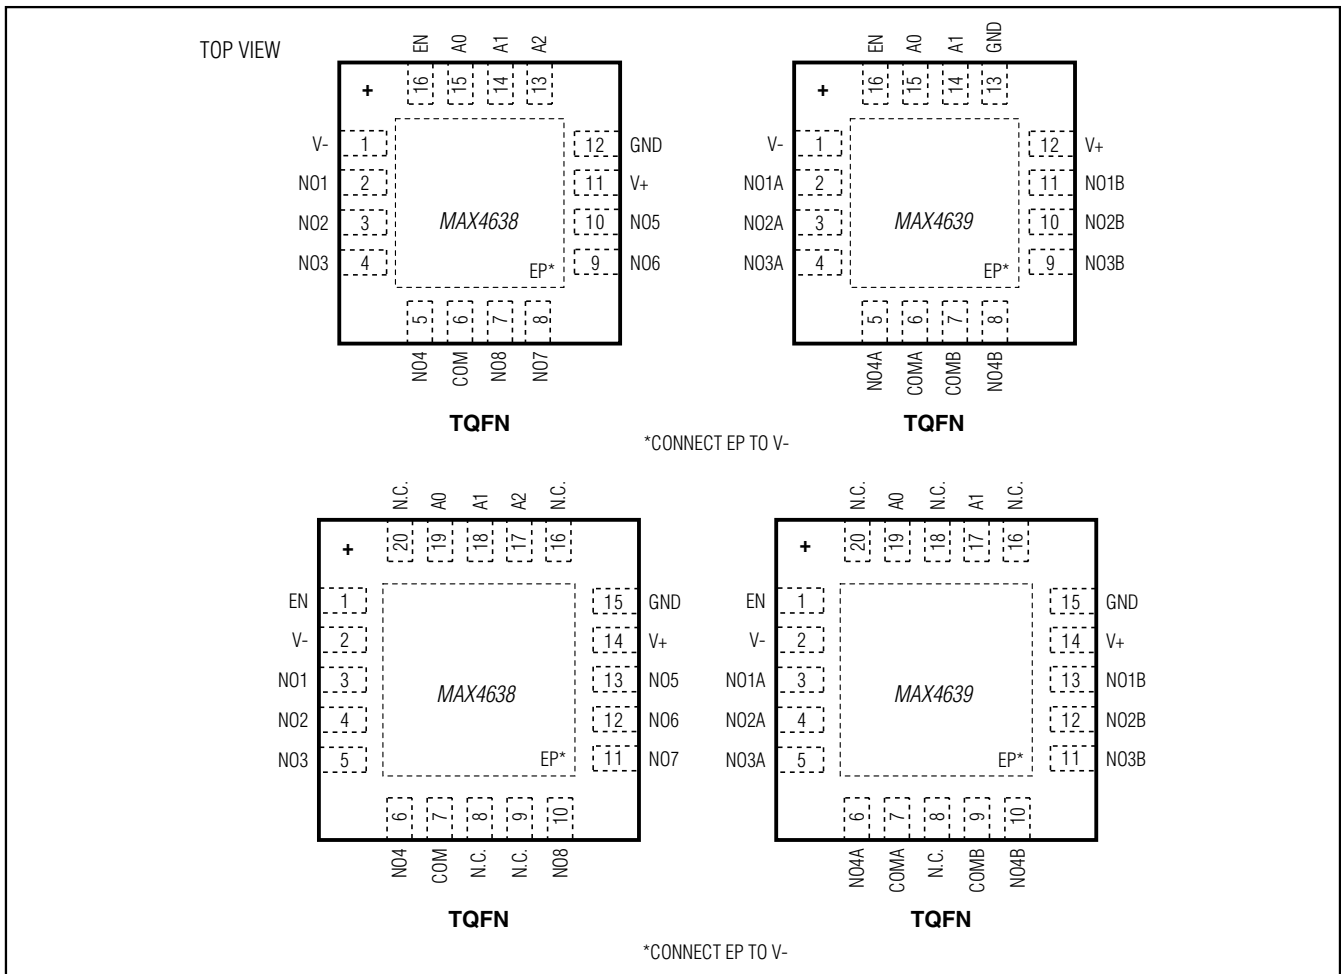 TOP VIEW
EN A0 A1 A2
16 15 14 13
+
V- 1
NO1 2
NO2 3
NO3 4
MAX4638
EP*
12 GND
11 V+
10 NO5
9 NO6
5 6 7 8
NO4 COM NO8 NO7
TQFN
EN A0 A1 GND
16 15 14 13
+
V- 1
NO1A 2
NO2A 3
NO3A 4
MAX4639
EP*
12 V+
11 NO1B
10 NO2B
9 NO3B
5 6 7 8
NO4A COMA COMB NO4B
TQFN
*CONNECT EP TO V-
N.C. A0 A1 A2 N.C.
20 19 18 17 16
+
EN 1
V- 2
NO1 3
NO2 4
NO3 5
MAX4638
EP*
15 GND
14 V+
13 NO5
12 NO6
11 NO7
6 7 8 9 10
NO4 COM N.C. N.C. NO8
TQFN
N.C. A0 N.C. A1 N.C.
20 19 18 17 16
+
EN 1
V- 2
NO1A 3
NO2A 4
NO3A 5
MAX4639
EP*
15 GND
14 V+
13 NO1B
12 NO2B
11 NO3B
6 7 8 9 10
NO4A COMA N.C. COMB NO4B
TQFN
*CONNECT EP TO V-